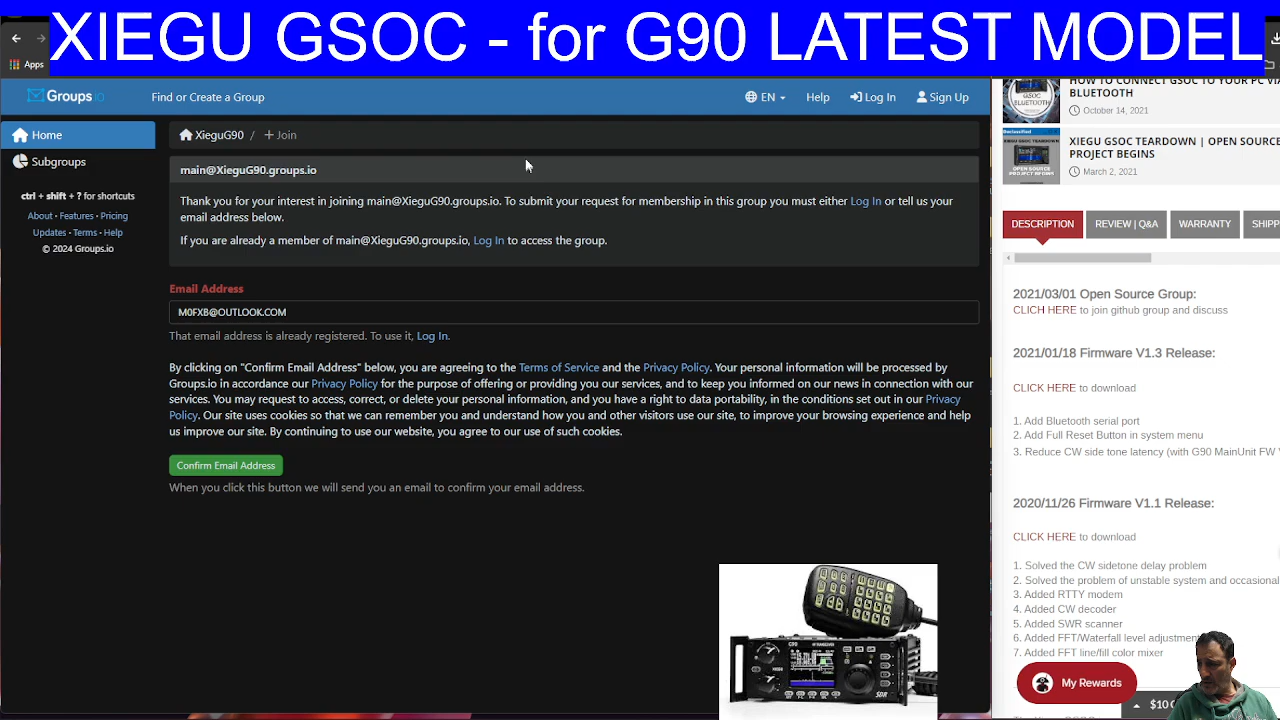 XIEGU GSOC - for G90 LATEST MODEL
Apps
Groups.io
Find or Create a Group
EN
Help
Log In
Sign Up
Home
Subgroups
ctrl + shift + ? for shortcuts
About · Features · Pricing
Updates · Terms · Help
© 2024 Groups.io
XieguG90 / + Join
main@XieguG90.groups.io
Thank you for your interest in joining main@XieguG90.groups.io. To submit your request for membership in this group you must either Log In or tell us your
email address below.
If you are already a member of main@XieguG90.groups.io, Log In to access the group.
Email Address
M0FXB@OUTLOOK.COM
That email address is already registered. To use it, Log In.
By clicking on "Confirm Email Address" below, you are agreeing to the Terms of Service and the Privacy Policy. Your personal information will be processed by
Groups.io in accordance our Privacy Policy for the purpose of offering or providing you our services, and to keep you informed on our news in connection with our
services. You may request to access, correct, or delete your personal information, and you have a right to data portability, in the conditions set out in our Privacy
Policy. Our site uses cookies so that we can remember you and understand how you and other visitors use our site, to improve your browsing experience and help
us improve our site. By continuing to use our website, you agree to our use of such cookies.
Confirm Email Address
When you click this button we will send you an email to confirm your email address.
HOW TO CONNECT GSOC TO YOUR PC VIA
BLUETOOTH
October 14, 2021
GSOC
BLUETOOTH
XIEGU GSOC TEARDOWN | OPEN SOURCE
PROJECT BEGINS
March 2, 2021
OPEN SOURCE
PROJECT BEGINS
DESCRIPTION
REVIEW | Q&A
WARRANTY
SHIPP
2021/03/01 Open Source Group:
CLICH HERE to join github group and discuss
2021/01/18 Firmware V1.3 Release:
CLICK HERE to download
1. Add Bluetooth serial port
2. Add Full Reset Button in system menu
3. Reduce CW side tone latency (with G90 MainUnit FW
2020/11/26 Firmware V1.1 Release:
CLICK HERE to download
1. Solved the CW sidetone delay problem
2. Solved the problem of unstable system and occasional
3. Added RTTY modem
4. Added CW decoder
5. Added SWR scanner
6. Added FFT/Waterfall level adjustment
7. Added FFT line/fill color mixer
My Rewards
$10
G90
SDR